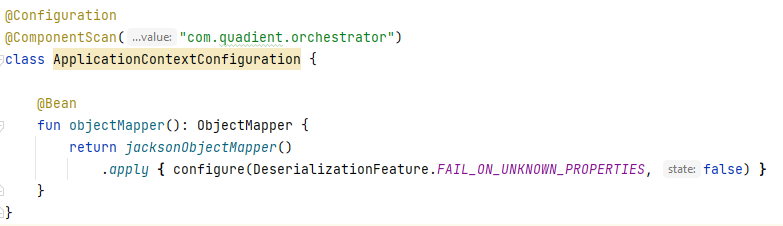 @Configuration
@ComponentScan( ...value: "com.quadient.orchestrator")
class ApplicationContextConfiguration {
@Bean
fun objectMapper(): ObjectMapper {
return jacksonObjectMapper()
.apply { configure(DeserializationFeature.FAIL_ON_UNKNOWN_PROPERTIES, state: false) }
}
}